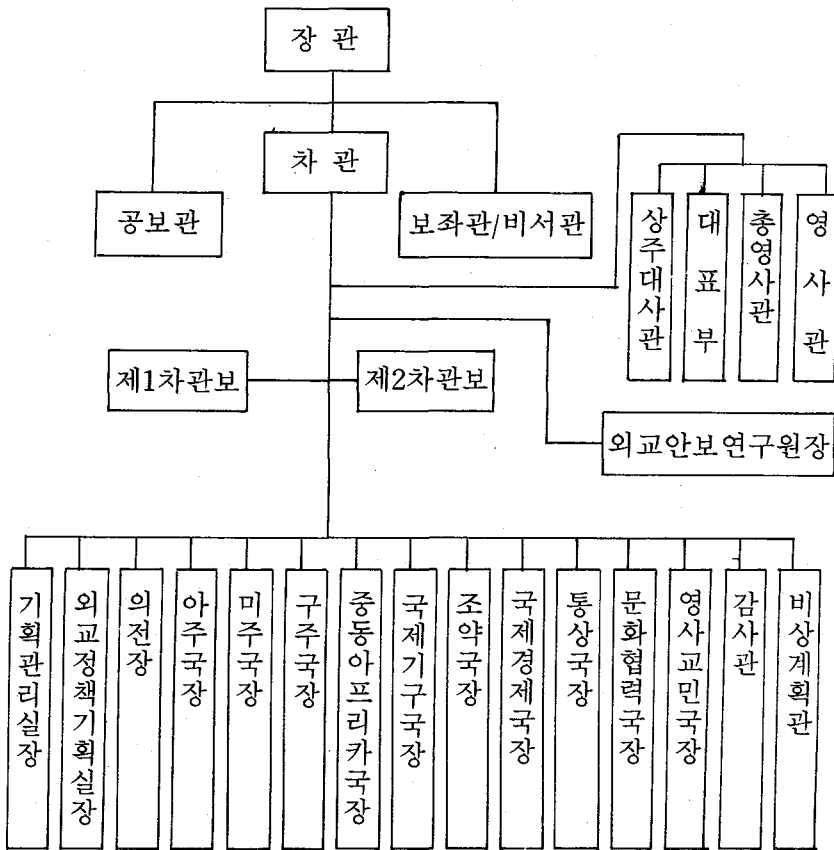 장 관
차 관
공보관
보좌관/비서관
상주대사관
대표부
총영사관
영사관
제1차관보
제2차관보
외교안보연구원장
기획관리실장
외교정책기획실장
의전장
아주국장
미주국장
구주국장
중동아프리카국장
국제기구국장
조약국장
국제경제국장
통상국장
문화협력국장
영사교민국장
감사관
비상계획관